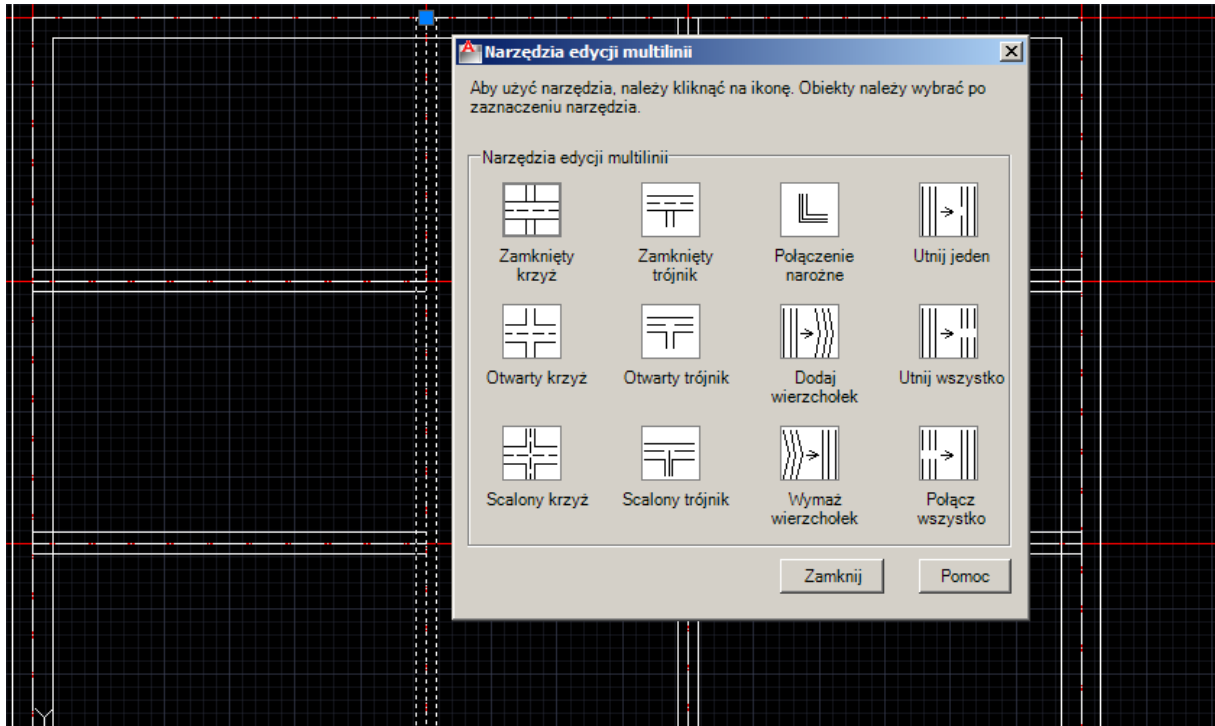 Narzędzia edycji multilinii
Aby użyć narzędzia, należy kliknąć na ikonę. Obiekty należy wybrać po
zaznaczeniu narzędzia.
Narzędzia edycji multilinii
Zamknięty
krzyż
Zamknięty
trójnik
Połączenie
narożne
Utnij jeden
Otwarty krzyż
Otwarty trójnik
Dodaj
wierzchołek
Utnij wszystko
Scalony krzyż
Scalony trójnik
Wymaż
wierzchołek
Połącz
wszystko
Zamknij
Pomoc
Y